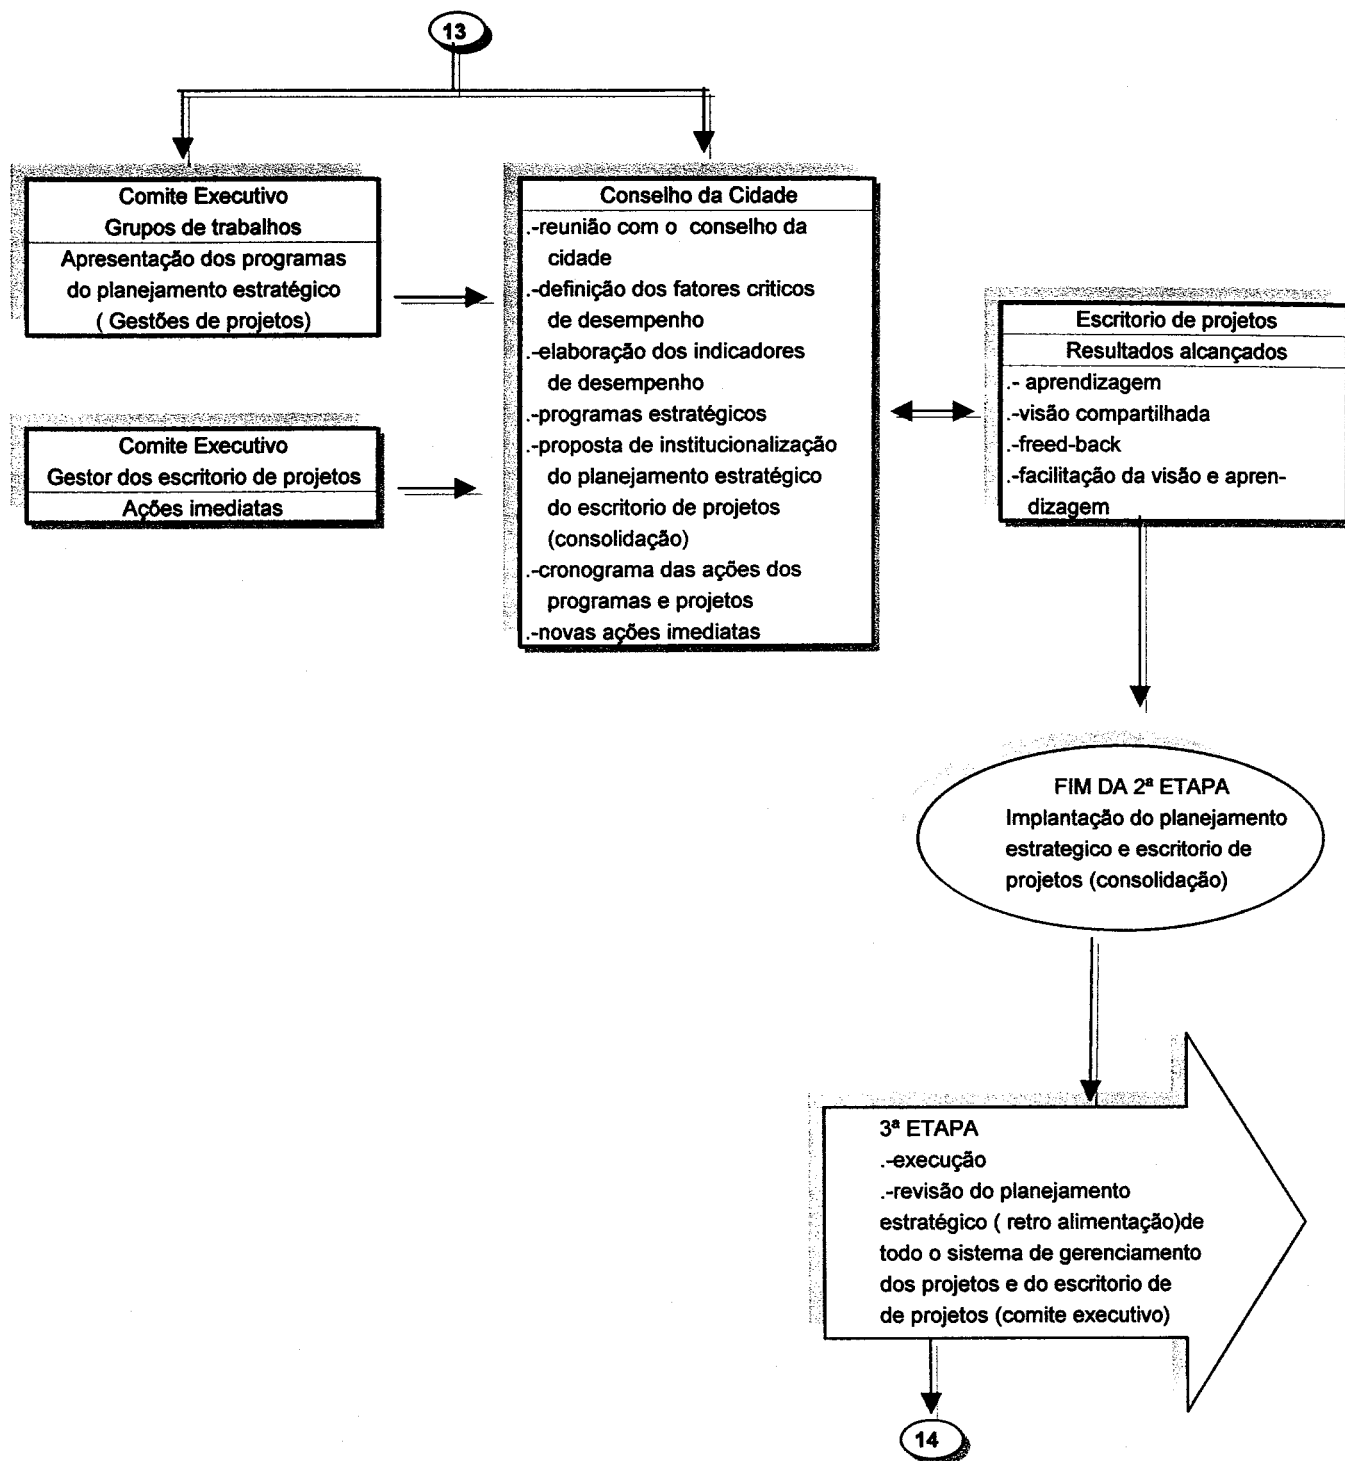 13
Comite Executivo
Grupos de trabalhos
Apresentação dos programas
do planejamento estratégico
( Gestões de projetos)
Comite Executivo
Gestor dos escritorio de projetos
Ações imediatas
Conselho da Cidade
.-reunião com o conselho da
cidade
.-definição dos fatores criticos
de desempenho
.-elaboração dos indicadores
de desempenho
.-programas estratégicos
.-proposta de institucionalização
do planejamento estratégico
do escritorio de projetos
(consolidação)
.-cronograma das ações dos
programas e projetos
.-novas ações imediatas
Escritorio de projetos
Resultados alcançados
.- aprendizagem
.-visão compartilhada
.-freed-back
.-facilitação da visão e apren-
dizagem
FIM DA 2ª ETAPA
Implantação do planejamento
estrategico e escritorio de
projetos (consolidação)
3ª ETAPA
.-execução
.-revisão do planejamento
estratégico ( retro alimentação)de
todo o sistema de gerenciamento
dos projetos e do escritorio de
de projetos (comite executivo)
14